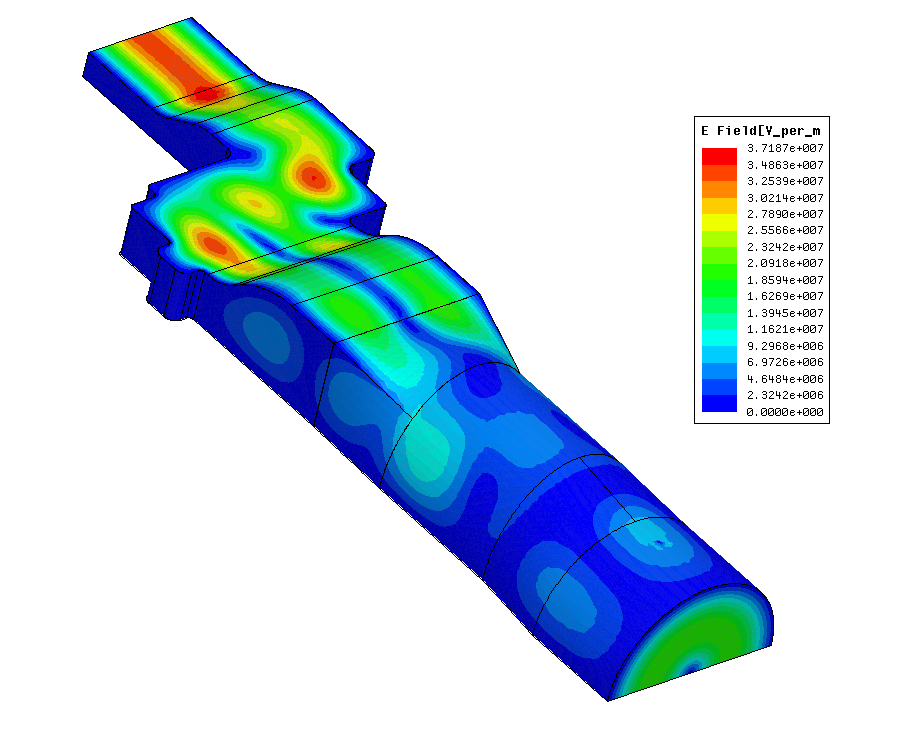 E Field[V_per_m
3.7187e+007
3.4863e+007
3.2539e+007
3.0214e+007
2.7890e+007
2.5566e+007
2.3242e+007
2.0918e+007
1.8594e+007
1.6269e+007
1.3945e+007
1.1621e+007
9.2968e+006
6.9726e+006
4.6484e+006
2.3242e+006
0.0000e+000